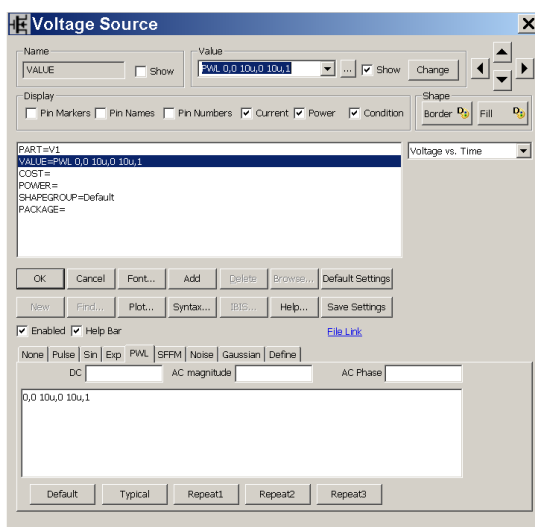 Voltage Source
Name
Value
VALUE
Show
PWL 0,0 10u,0 10u,1
...
Show
Change
Display
Pin Markers
Pin Names
Pin Numbers
Current
Power
Condition
Shape
Border
Fill
PART=V1
VALUE=PWL 0,0 10u,0 10u,1
COST=
POWER=
SHAPEGROUP=Default
PACKAGE=
Voltage vs. Time
OK
Cancel
Font...
Add
Delete
Browse...
Default Settings
New
Find...
Plot...
Syntax...
IBIS...
Help...
Save Settings
Enabled
Help Bar
File Link
None
Pulse
Sin
Exp
PWL
SFFM
Noise
Gaussian
Define
DC
AC magnitude
AC Phase
0,0 10u,0 10u,1
Default
Typical
Repeat1
Repeat2
Repeat3